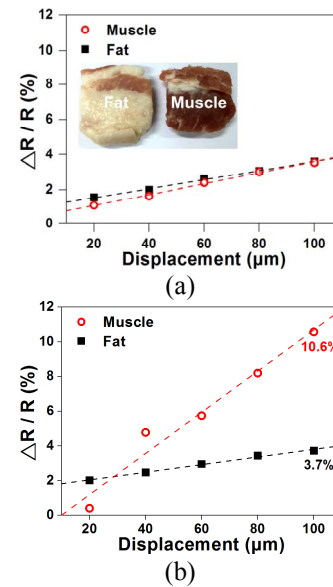 12
10
8
6
4
2
0
ΔR / R (%)
Muscle
Fat
Fat
Muscle
20 40 60 80 100
Displacement (μm)
(a)
12
10
8
6
4
2
0
ΔR / R (%)
Muscle
Fat
10.6%
3.7%
20 40 60 80 100
Displacement (μm)
(b)